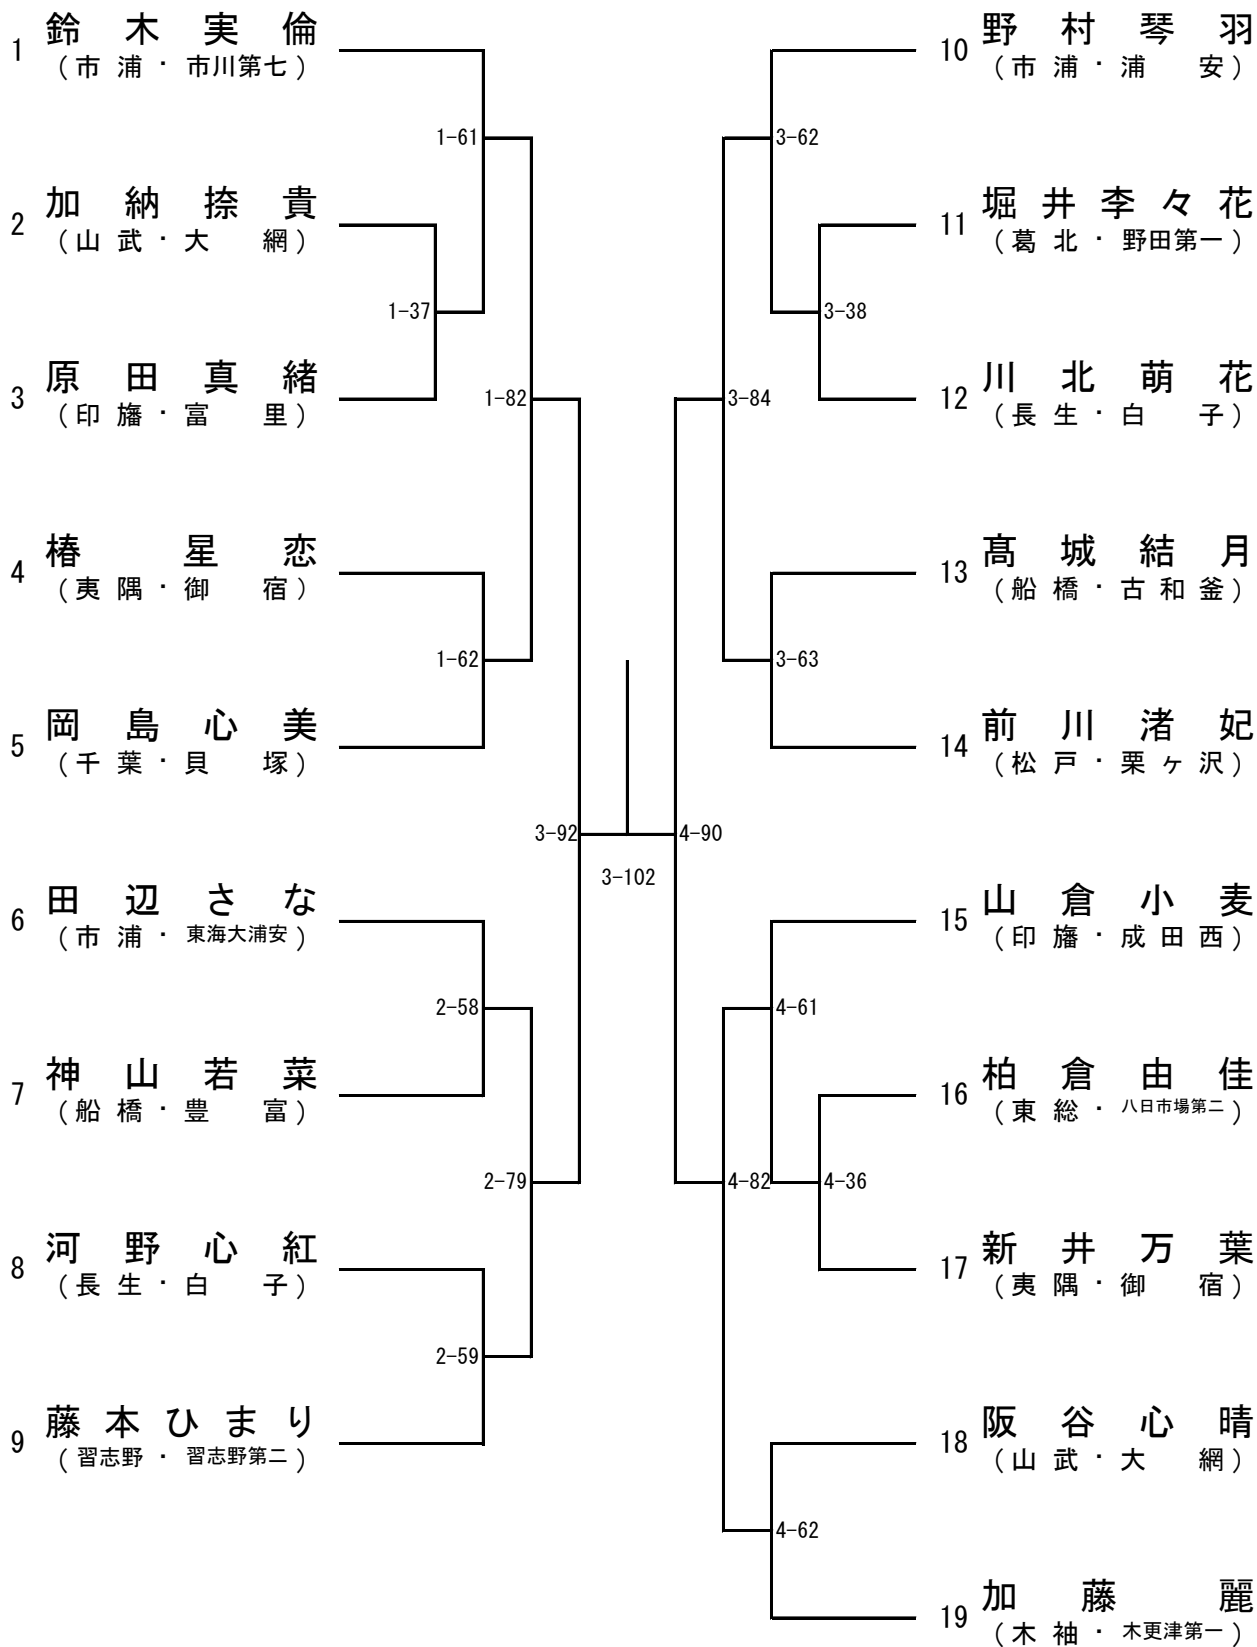 1 鈴木実倫
(市浦・市川第七)
1-61
2 加納捺貴
(山武・大網)
1-37
3 原田真緒
(印旛・富里)
1-82
4 椿星恋
(夷隅・御宿)
1-62
5 岡島心美
(千葉・貝塚)
3-92
6 田辺さな
(市浦・東海大浦安)
2-58
7 神山若菜
(船橋・豊富)
2-79
8 河野心紅
(長生・白子)
2-59
9 藤本ひまり
(習志野・習志野第二)
3-102
10 野村琴羽
(市浦・浦安)
3-62
11 堀井李々花
(葛北・野田第一)
3-38
12 川北萌花
(長生・白子)
3-84
13 髙城結月
(船橋・古和釜)
3-63
14 前川渚妃
(松戸・栗ヶ沢)
4-90
15 山倉小麦
(印旛・成田西)
4-61
16 柏倉由佳
(東総・八日市場第二)
4-82
4-36
17 新井万葉
(夷隅・御宿)
18 阪谷心晴
(山武・大網)
4-62
19 加藤麗
(木袖・木更津第一)